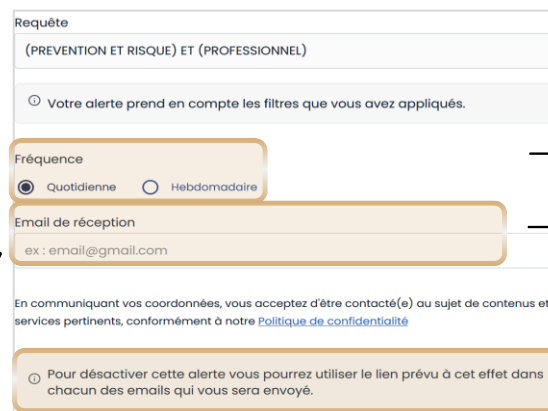 Requête
(PREVENTION ET RISQUE) ET (PROFESSIONNEL)
Votre alerte prend en compte les filtres que vous avez appliqués.
Fréquence
Quotidienne Hebdomadaire
Email de réception
ex : email@gmail.com
En communiquant vos coordonnées, vous acceptez d'être contacté(e) au sujet de contenus et
services pertinents, conformément à notre Politique de confidentialité
Pour désactiver cette alerte vous pourrez utiliser le lien prévu à cet effet dans
chacun des emails qui vous sera envoyé.